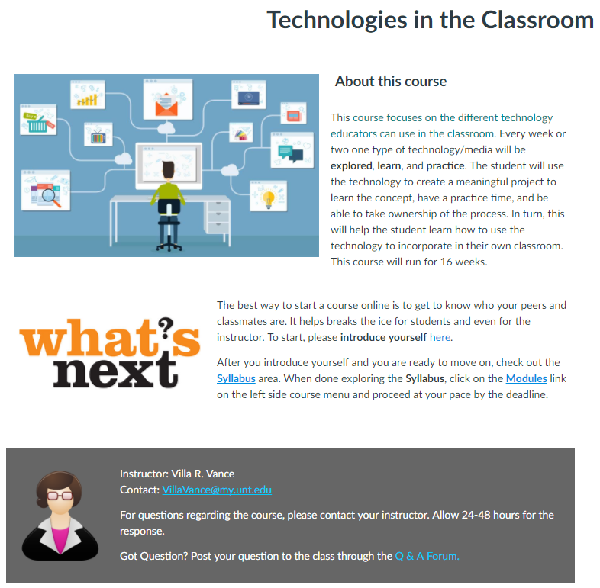 Technologies in the Classroom
About this course
This course focuses on the different technology
educators can use in the classroom. Every week or
two one type of technology/media will be
explored, learn, and practice. The student will use
the technology to create a meaningful project to
learn the concept, have a practice time, and be
able to take ownership of the process. In turn, this
will help the student learn how to use the
technology to incorporate in their own classroom.
This course will run for 16 weeks.
what's
next
?
The best way to start a course online is to get to know who your peers and
classmates are. It helps breaks the ice for students and even for the
instructor. To start, please introduce yourself here.
After you introduce yourself and you are ready to move on, check out the
Syllabus area. When done exploring the Syllabus, click on the Modules link
on the left side course menu and proceed at your pace by the deadline.
Instructor: Villa R. Vance
Contact: VillaVance@my.unt.edu
For questions regarding the course, please contact your instructor. Allow 24-48 hours for the
response.
Got Question? Post your question to the class through the Q & A Forum.